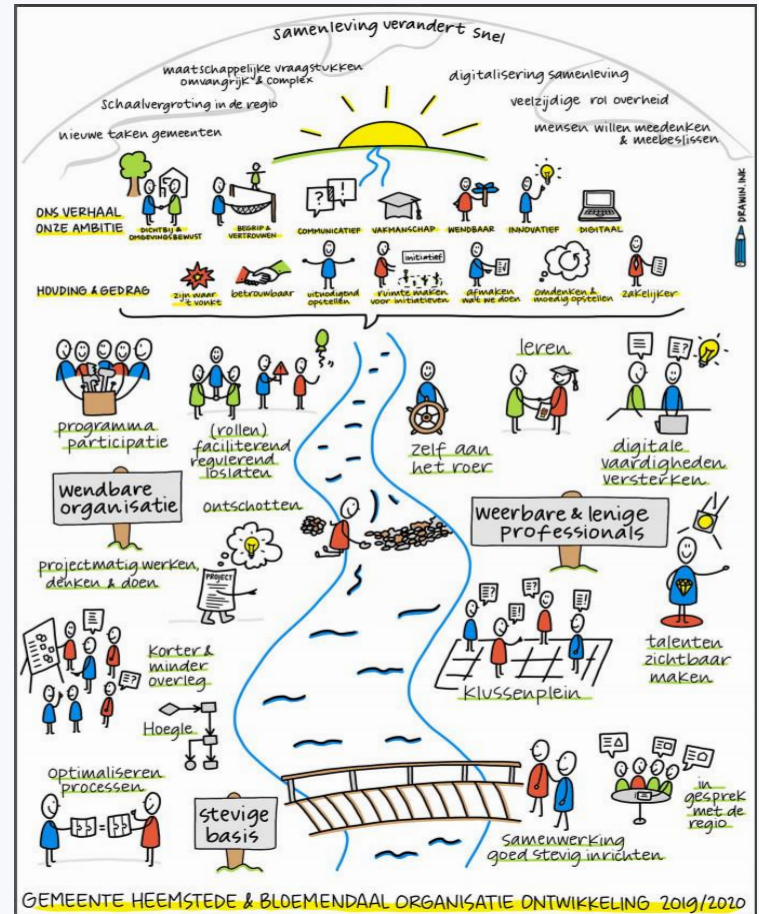 samenleving verandert snel
maatschappelijke vraagstukken
omvangrijk & complex
digitalisering samenleving
schaalvergroting in de regio
veelzijdige rol overheid
nieuwe taken gemeenten
mensen willen meedenken
& meebeslissen
DRAWIN.INK
ONS VERHAAL
ONZE AMBITIE
DICHTBIJ &
OMGEVINGSBEWUST
BEGRIP &
VERTROUWEN
? !
COMMUNICATIEF
VAKMANSCHAP
WENDBAAR
INNOVATIEF
DIGITAAL
HOUDING & GEDRAG
zijn waar
't vonkt
betrouwbaar
uitnodigend
opstellen
initiatief
ruimte maken
voor initiatieven
afmaken
wat we doen
omdenken &
moedig opstellen
zakelijker
programma
participatie
(rollen)
faciliterend
regulerend
loslaten
zelf aan
het roer
leren
?
digitale
vaardigheden
versterken
wendbare
organisatie
ontschotten
weerbare & lenige
professionals
projectmatig werken,
denken & doen
PROJECT
talenten
zichtbaar
maken
? ! ? !
klussenplein
?
Korter &
minder
overleg
Hoegle
optimaliseren
processen
=
stevige
basis
samenwerking
goed stevig inrichten
in
gesprek
met de
regio
GEMEENTE HEEMSTEDE & BLOEMENDAAL ORGANISATIE ONTWIKKELING 2019/2020